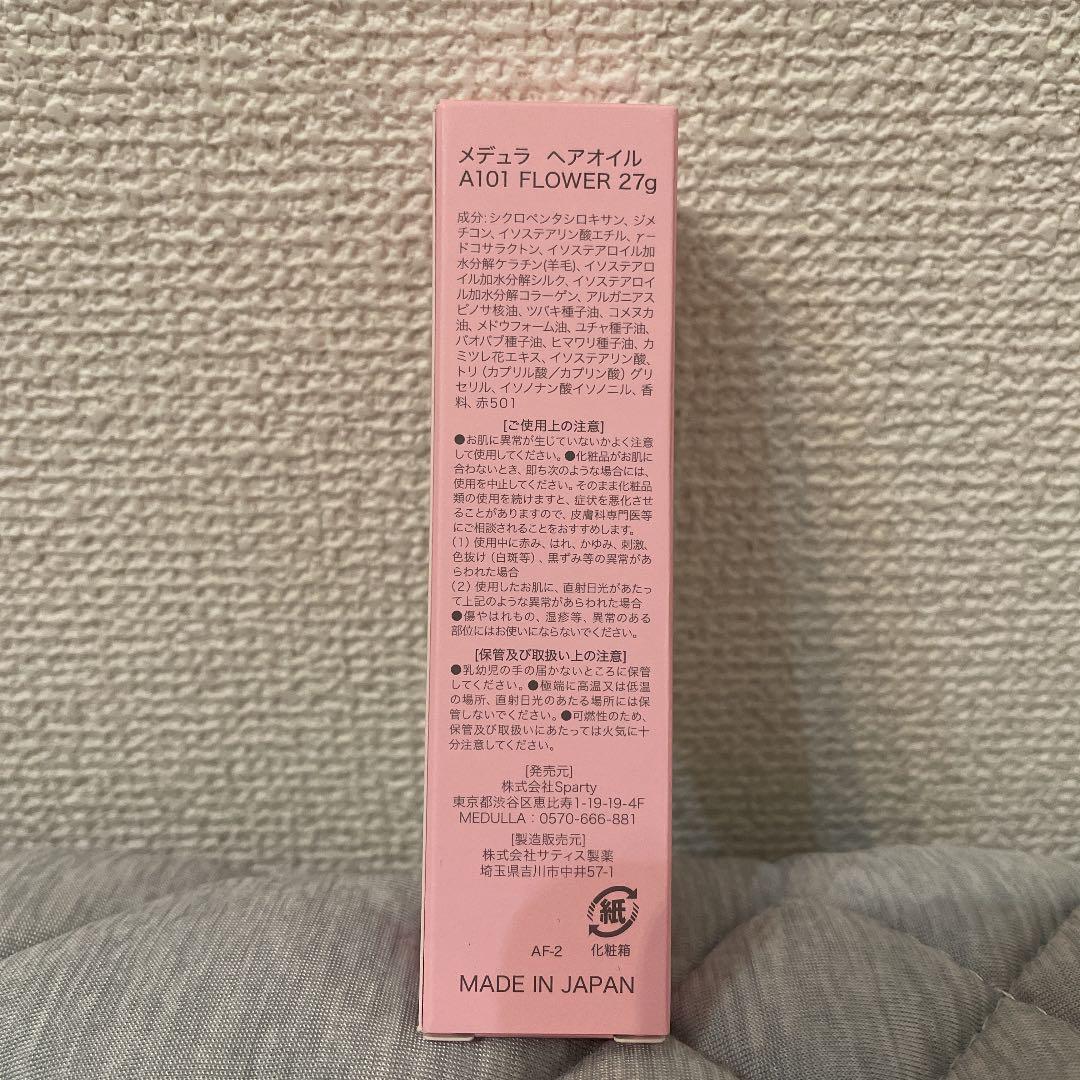 メデュラ ヘアオイル
A101 FLOWER 27g
成分：シクロペンタシロキサン、ジメ
チコン、イソステアリン酸エチル、γ－
ドコサラクトン、イソステアロイル加
水分解ケラチン(羊毛)、イソステアロ
イル加水分解シルク、イソステアロイ
ル加水分解コラーゲン、アルガニアス
ピノサ核油、ツバキ種子油、コメヌカ
油、メドウフォーム油、ユチャ種子油、
バオバブ種子油、ヒマワリ種子油、カ
ミツレ花エキス、イソステアリン酸、
トリ（カプリル酸／カプリン酸）グリ
セリル、イソノナン酸イソノニル、香
料、赤501
[ご使用上の注意]
●お肌に異常が生じていないかよく注意
して使用してください。●化粧品がお肌に
合わないとき、即ち次のような場合には、
使用を中止してください。そのまま化粧品
類の使用を続けますと、症状を悪化させ
ることがありますので、皮膚科専門医等
にご相談されることをおすすめします。
（1）使用中に赤み、はれ、かゆみ、刺激、
色抜け（白斑等）、黒ずみ等の異常があ
らわれた場合
（2）使用したお肌に、直射日光があたっ
て上記のような異常があらわれた場合
●傷やはれもの、湿疹等、異常のある
部位にはお使いにならないでください。
[保管及び取扱い上の注意]
●乳幼児の手の届かないところに保管
してください。●極端に高温又は低温
の場所、直射日光のあたる場所には保
管しないでください。●可燃性のため、
保管及び取扱いにあたっては火気に十
分注意してください。
[発売元]
株式会社Sparty
東京都渋谷区恵比寿1-19-19-4F
MEDULLA：0570-666-881
[製造販売元]
株式会社サティス製薬
埼玉県吉川市中井57-1
紙
AF-2 化粧箱
MADE IN JAPAN